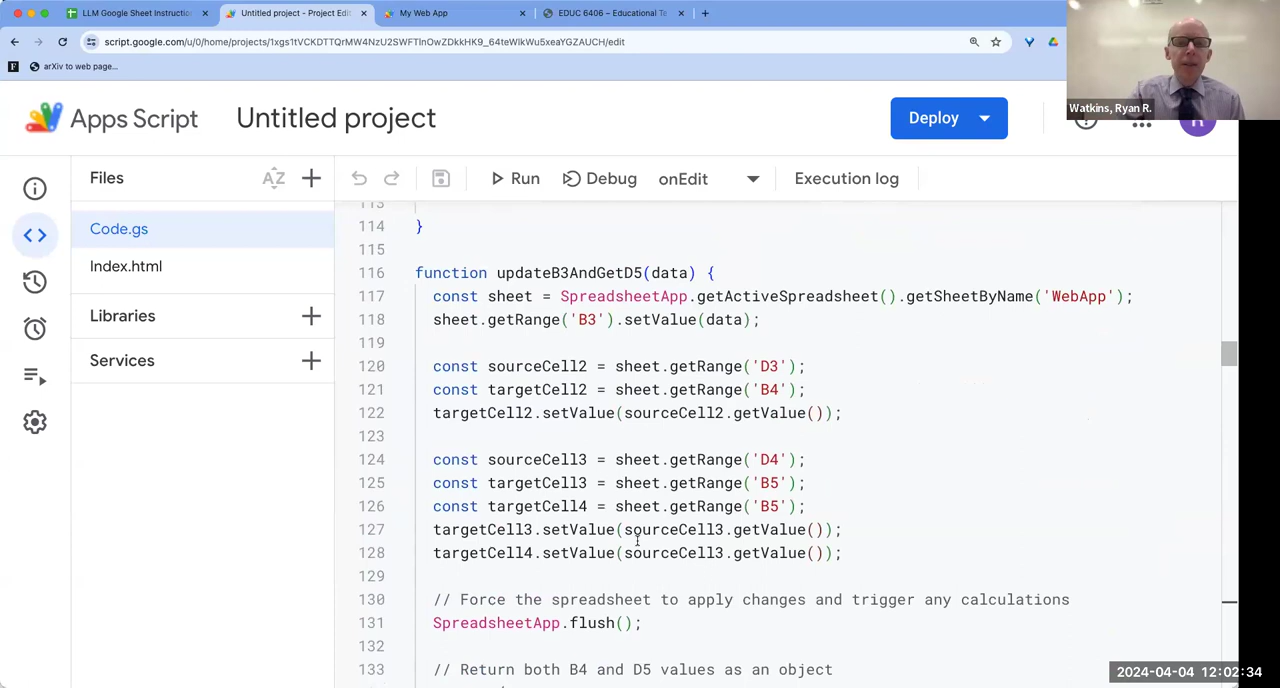 LLM Google Sheet Instruction
Untitled project - Project Edit
My Web App
EDUC 6406 – Educational Te
script.google.com/u/0/home/projects/1xgs1tVCKDTTQrMW4NzU2SWFTlnOwZDkkHK9_64teWlkWu5xeaYGZAUCH/edit
F
arXiv to web page...
Watkins, Ryan R.
Apps Script
Untitled project
Deploy
Files
AZ
Run
Debug
onEdit
Execution log
Code.gs
Index.html
Libraries
Services
113
114 }
115
116 function updateB3AndGetD5(data) {
117 const sheet = SpreadsheetApp.getActiveSpreadsheet().getSheetByName('WebApp');
118 sheet.getRange('B3').setValue(data);
119
120 const sourceCell2 = sheet.getRange('D3');
121 const targetCell2 = sheet.getRange('B4');
122 targetCell2.setValue(sourceCell2.getValue());
123
124 const sourceCell3 = sheet.getRange('D4');
125 const targetCell3 = sheet.getRange('B5');
126 const targetCell4 = sheet.getRange('B5');
127 targetCell3.setValue(sourceCell3.getValue());
128 targetCell4.setValue(sourceCell3.getValue());
129
130 // Force the spreadsheet to apply changes and trigger any calculations
131 SpreadsheetApp.flush();
132
133 // Return both B4 and D5 values as an object
2024-04-04 12:02:34